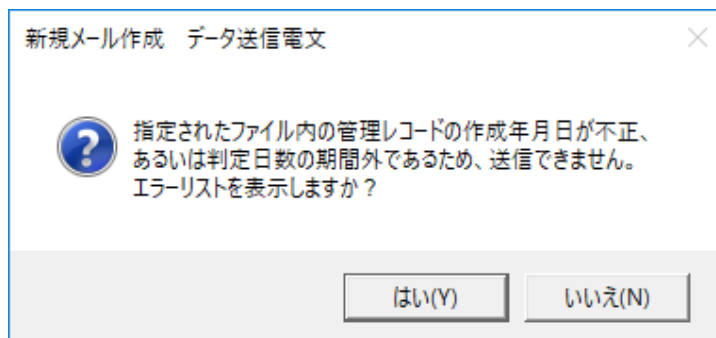 新規メール作成　データ送信電文
指定されたファイル内の管理レコードの作成年月日が不正、
あるいは判定日数の期間外であるため、送信できません。
エラーリストを表示しますか？
はい(Y)
いいえ(N)